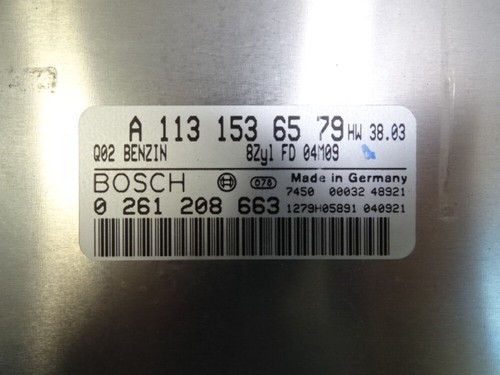 A 113 153 65 79 HW 38.03
Q02 BENZIN 8Zyl FD 04M09
BOSCH 078 Made in Germany
7450 00032 48921
0 261 208 663 1279H05891 040921